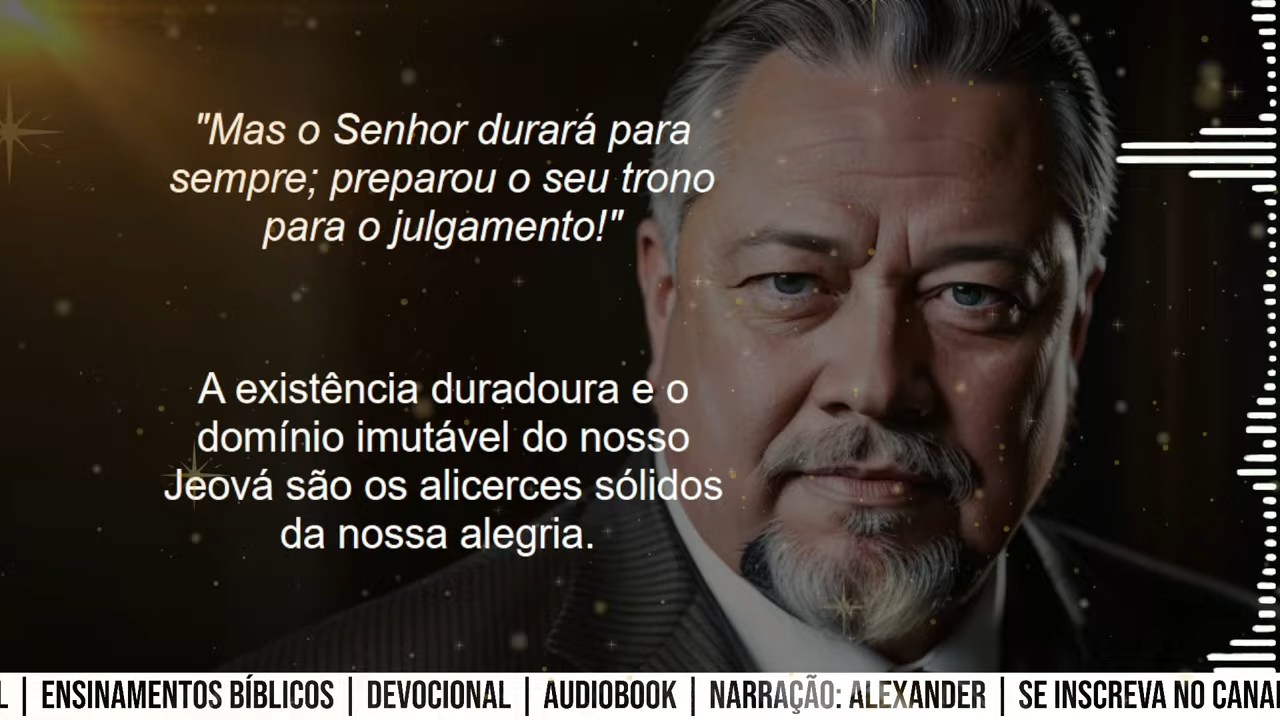 "Mas o Senhor durará para
sempre; preparou o seu trono
para o julgamento!"
A existência duradoura e o
domínio imutável do nosso
Jeová são os alicerces sólidos
da nossa alegria.
L | ENSINAMENTOS BÍBLICOS | DEVOCIONAL | AUDIOBOOK | NARRAÇÃO: ALEXANDER | SE INSCREVA NO CANAL